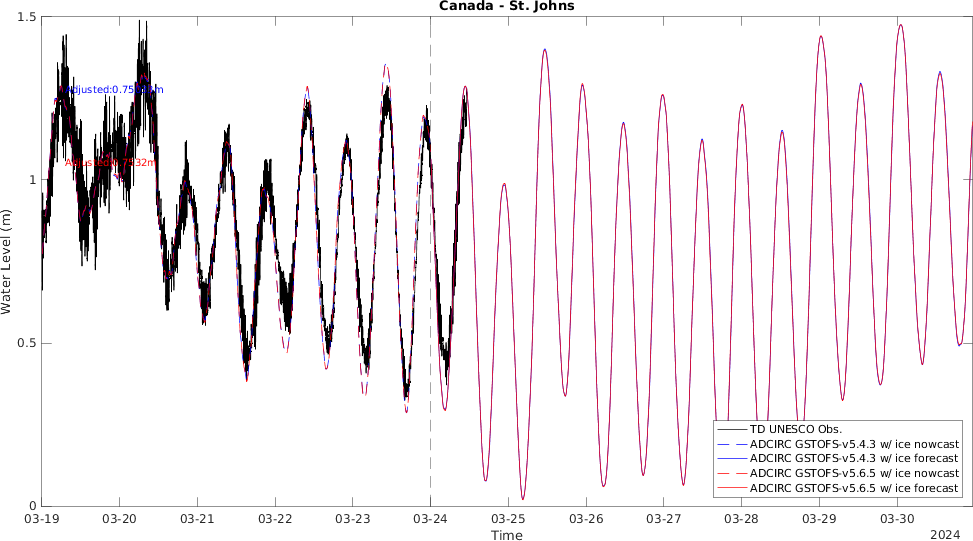 Canada - St. Johns
1.5
1
0.5
0
Water Level (m)
03-19
03-20
03-21
03-22
03-23
03-24
03-25
03-26
03-27
03-28
03-29
03-30
Time
2024
TD UNESCO Obs.
ADCIRC GSTOFS-v5.4.3 w/ ice nowcast
ADCIRC GSTOFS-v5.4.3 w/ ice forecast
ADCIRC GSTOFS-v5.6.5 w/ ice nowcast
ADCIRC GSTOFS-v5.6.5 w/ ice forecast